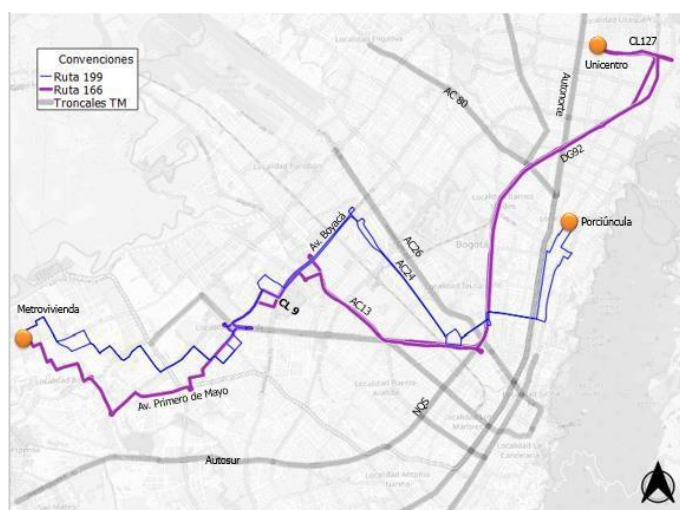 Convenciones
Ruta 199
Ruta 166
Troncales TM
CL127
Unicentro
Autonorte
AC 80
DG92
Porciúncula
Av. Boyacá
AC26
AC24
Bogotá
Metrovivienda
CL 9
AC13
Av. Primero de Mayo
NQS
Autosur